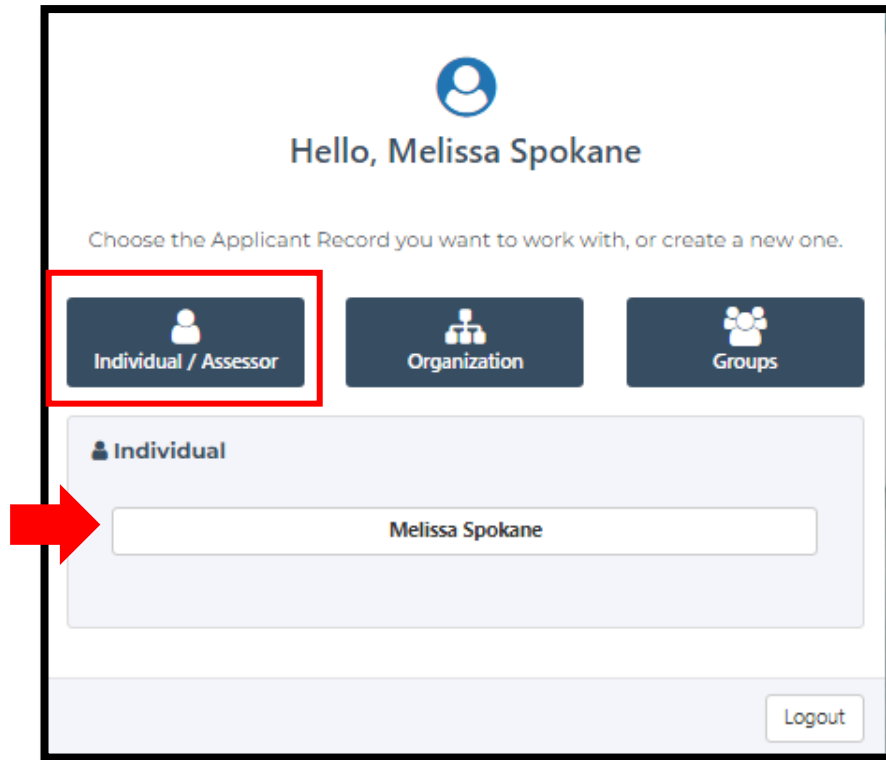 Hello, Melissa Spokane
Choose the Applicant Record you want to work with, or create a new one.
Individual / Assessor
Organization
Groups
Individual
Melissa Spokane
Logout